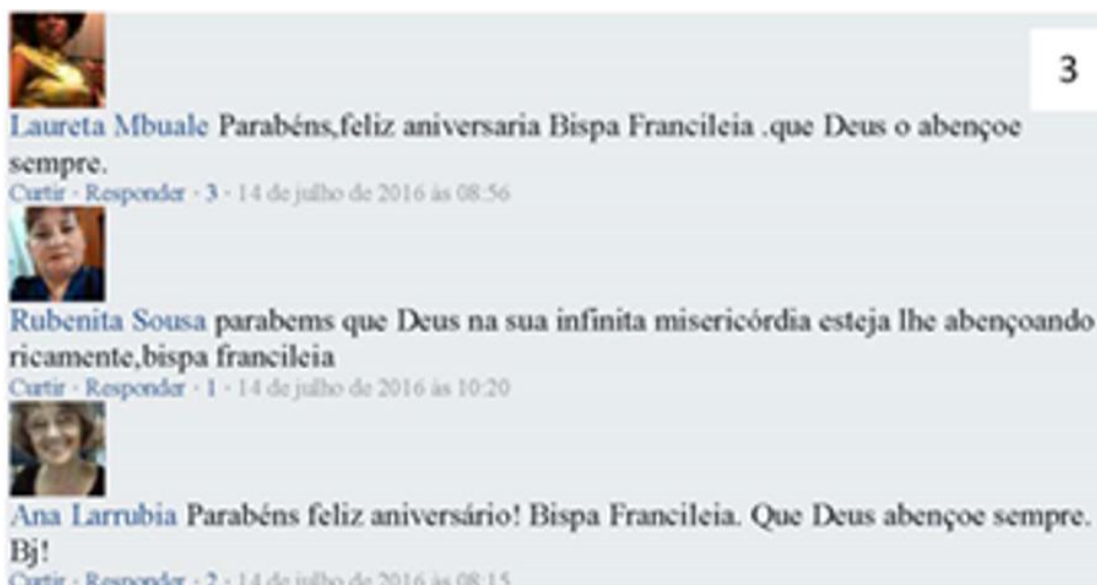 3
Laureta Mbuale Parabéns,feliz aniversaria Bispa Francileia .que Deus o abençoe
sempre.
Curtir · Responder · 3 · 14 de julho de 2016 às 08:56
Rubenita Sousa parabems que Deus na sua infinita misericórdia esteja lhe abençoando
ricamente,bispa francileia
Curtir · Responder · 1 · 14 de julho de 2016 às 10:20
Ana Larrubia Parabéns feliz aniversário! Bispa Francileia. Que Deus abençoe sempre.
Bj!
Curtir · Responder · 2 · 14 de julho de 2016 às 08:15